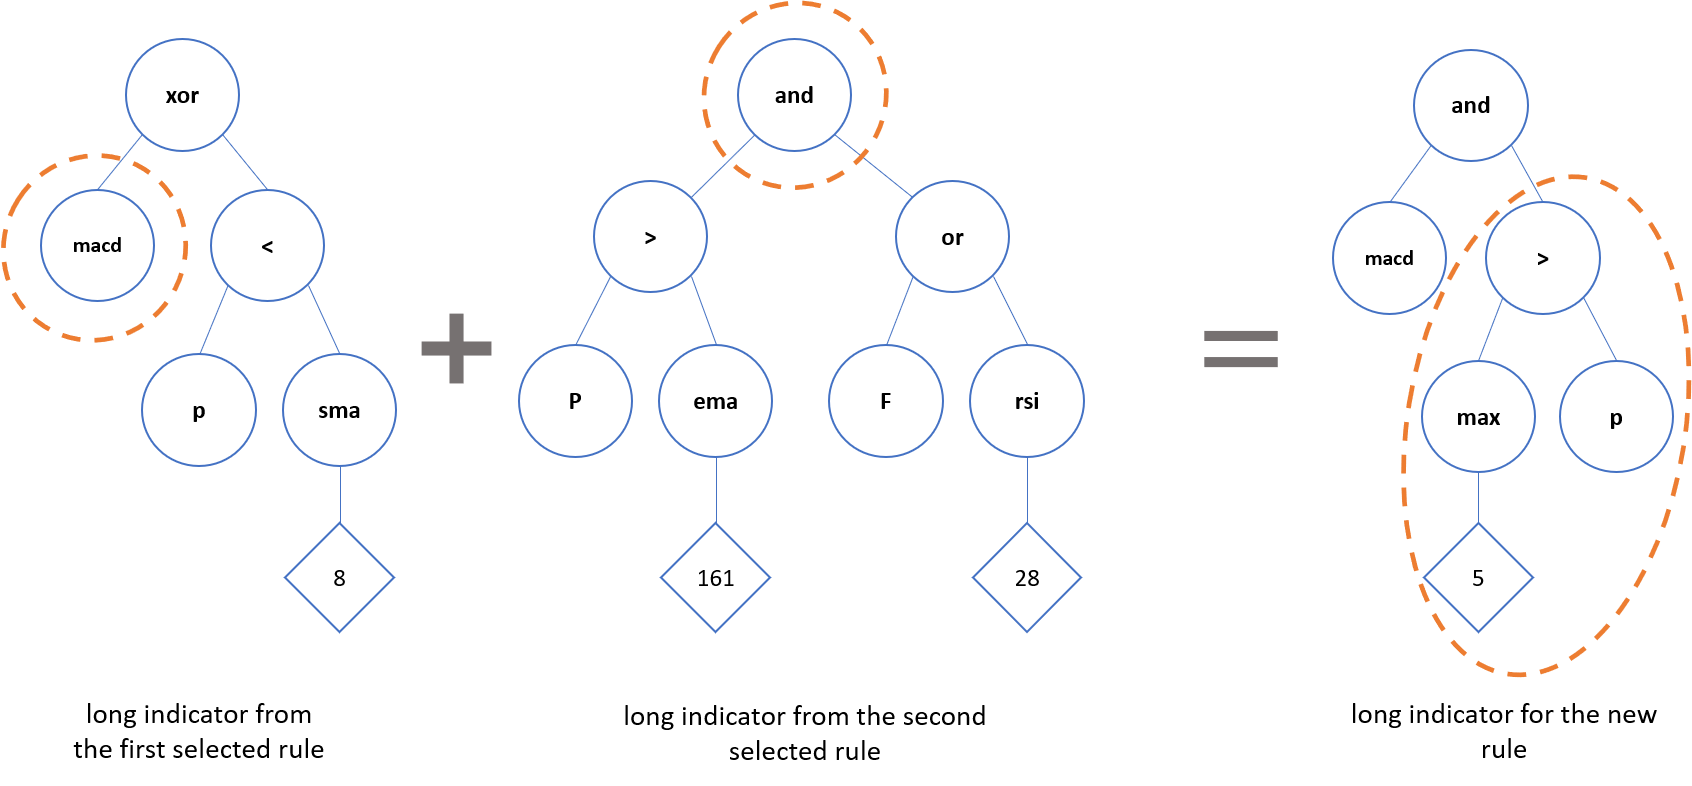 xor
macd
<
p
sma
8
and
>
or
P
ema
F
rsi
161
28
and
macd
>
max
p
5
long indicator from
the first selected rule
long indicator from the second
selected rule
long indicator for the new
rule